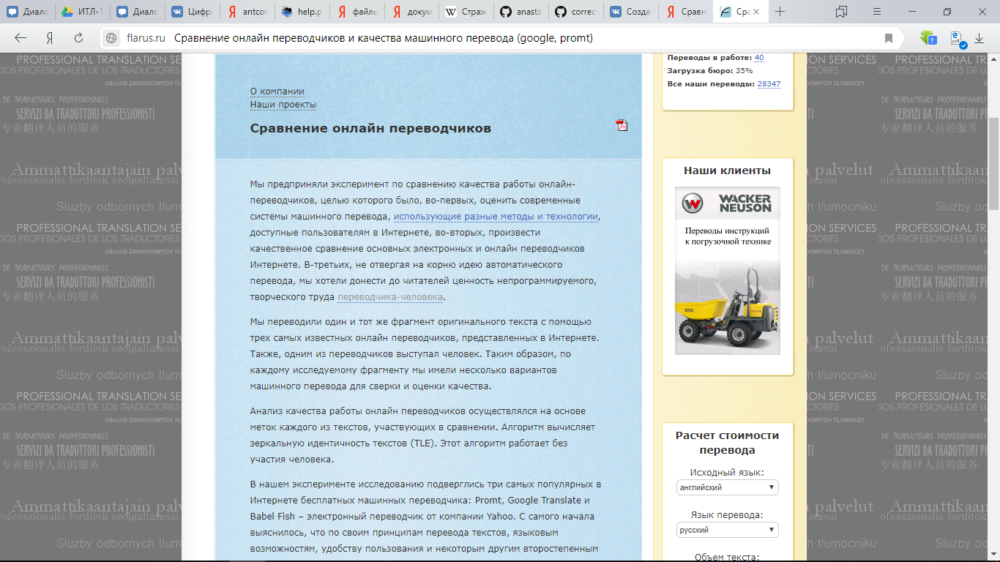 Диало
ИТЛ-1
Диало
Цифро
antcor
help.p
файль
докум
Страж
anasta
correc
Созда
Сравн
Сра
flarus.ru Сравнение онлайн переводчиков и качества машинного перевода (google, promt)
О компании
Наши проекты
Сравнение онлайн переводчиков
Мы предприняли эксперимент по сравнению качества работы онлайн-
переводчиков, целью которого было, во-первых, оценить современные
системы машинного перевода, использующие разные методы и технологии,
доступные пользователям в Интернете, во-вторых, произвести
качественное сравнение основных электронных и онлайн переводчиков
Интернете. В-третьих, не отвергая на корню идею автоматического
перевода, мы хотели донести до читателей ценность непрограммируемого,
творческого труда переводчика-человека.
Мы переводили один и тот же фрагмент оригинального текста с помощью
трех самых известных онлайн переводчиков, представленных в Интернете.
Также, одним из переводчиков выступал человек. Таким образом, по
каждому исследуемому фрагменту мы имели несколько вариантов
машинного перевода для сверки и оценки качества.
Анализ качества работы онлайн переводчиков осуществлялся на основе
меток каждого из текстов, участвующих в сравнении. Алгоритм вычисляет
зеркальную идентичность текстов (TLE). Этот алгоритм работает без
участия человека.
В нашем эксперименте исследованию подверглись три самых популярных в
Интернете бесплатных машинных переводчика: Promt, Google Translate и
Babel Fish – электронный переводчик от компании Yahoo. С самого начала
выяснилось, что по своим принципам перевода текстов, языковым
возможностям, удобству пользования и некоторым другим второстепенным
Переводы в работе: 40
Загрузка бюро: 35%
Все наши переводы: 28347
Наши клиенты
WACKER
NEUSON
Переводы инструкций
к погрузочной технике
Расчет стоимости
перевода
Исходный язык:
английский
Язык перевода:
русский
Объем текста:
PROFESSIONAL TRANSLATION SE
CIOS PROFESIONALES DE LOS TRADUCTORES
USŁUGI ZAWODOWYCH TŁ
DE TRADUCTEURS PROFESSIONNELS
SERVIZI DA TRADUTTORI PROFESSIONISTI
专业翻译人员的服务
Ammattikaantajain palv
rofesszionalis forditok szolgaltatasai
Sluzby odbornych tlum